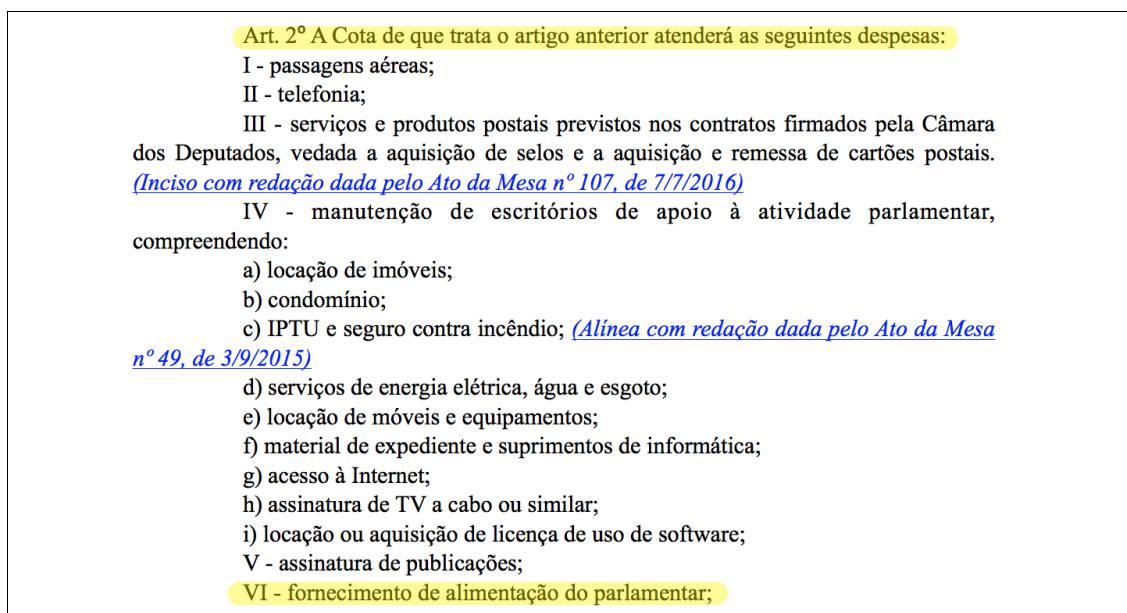 Art. 2º A Cota de que trata o artigo anterior atenderá as seguintes despesas:
I - passagens aéreas;
II - telefonia;
III - serviços e produtos postais previstos nos contratos firmados pela Câmara
dos Deputados, vedada a aquisição de selos e a aquisição e remessa de cartões postais.
(Inciso com redação dada pelo Ato da Mesa nº 107, de 7/7/2016)
IV - manutenção de escritórios de apoio à atividade parlamentar,
compreendendo:
a) locação de imóveis;
b) condomínio;
c) IPTU e seguro contra incêndio; (Alínea com redação dada pelo Ato da Mesa
nº 49, de 3/9/2015)
d) serviços de energia elétrica, água e esgoto;
e) locação de móveis e equipamentos;
f) material de expediente e suprimentos de informática;
g) acesso à Internet;
h) assinatura de TV a cabo ou similar;
i) locação ou aquisição de licença de uso de software;
V - assinatura de publicações;
VI - fornecimento de alimentação do parlamentar;